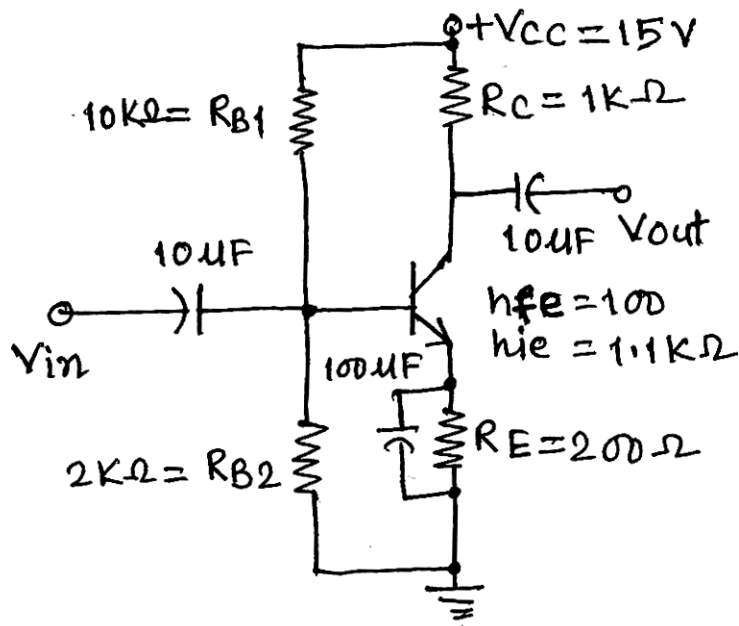 +VCC = 15V
10KΩ = RB1
RC = 1KΩ
10μF
10μF Vout
Vin
hfe = 100
hie = 1.1KΩ
100μF
2KΩ = RB2
RE = 200Ω